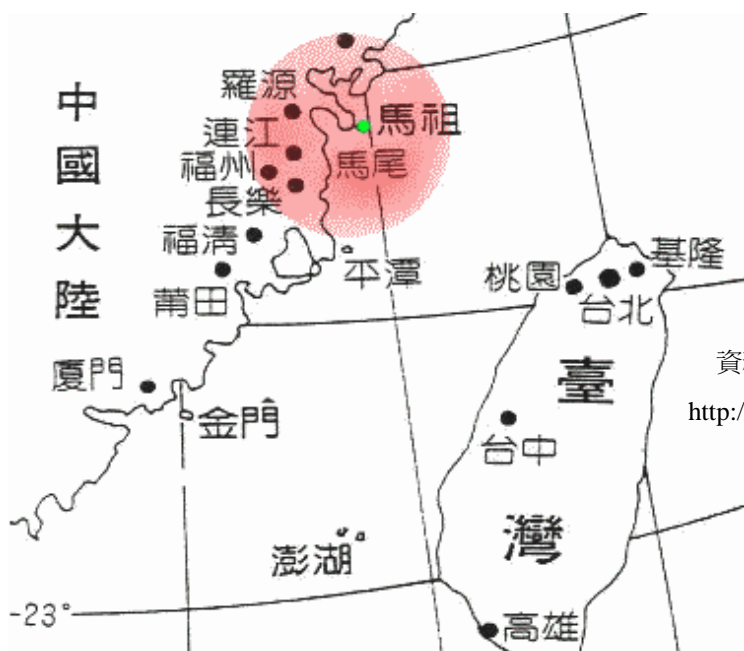 中國大陸
羅源
連江
馬祖
福州
馬尾
長樂
福清
平潭
莆田
廈門
金門
澎湖
桃園
基隆
台北
臺灣
台中
高雄
-23°
http:/